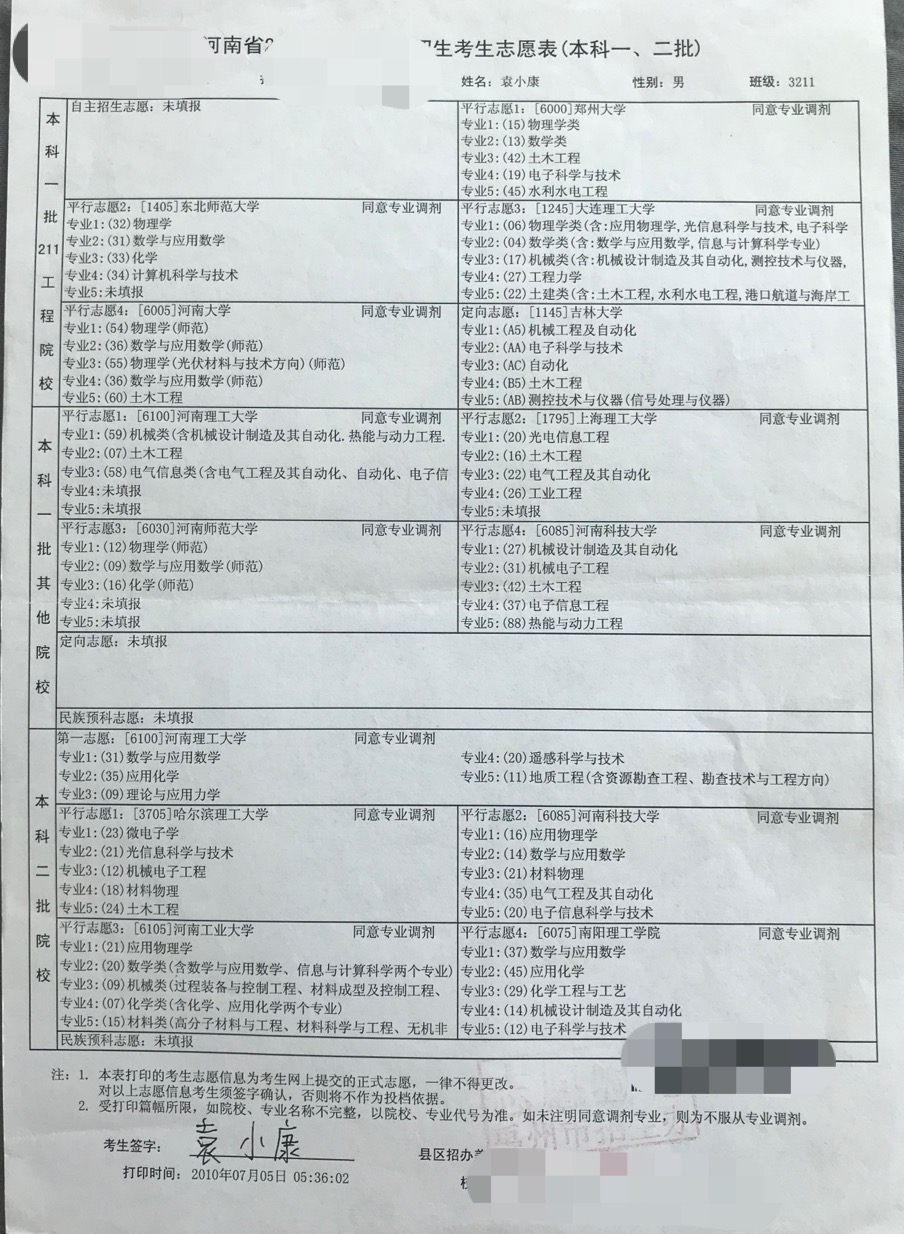 河南省
招生考生志愿表(本科一、二批)
姓名：袁小康 性别：男 班级：3211
本科一批211工程院校
自主招生志愿：未填报
平行志愿1：[6000]郑州大学 同意专业调剂
专业1:(15)物理学类
专业2:(13)数学类
专业3:(42)土木工程
专业4:(19)电子科学与技术
专业5:(45)水利水电工程
平行志愿2：[1405]东北师范大学 同意专业调剂
专业1:(32)物理学
专业2:(31)数学与应用数学
专业3:(33)化学
专业4:(34)计算机科学与技术
专业5:未填报
平行志愿3：[1245]大连理工大学 同意专业调剂
专业1:(06)物理学类(含:应用物理学,光信息科学与技术,电子科学
专业2:(04)数学类(含:数学与应用数学,信息与计算科学专业)
专业3:(17)机械类(含:机械设计制造及其自动化,测控技术与仪器,
专业4:(27)工程力学
专业5:(22)土建类(含:土木工程,水利水电工程,港口航道与海岸工
平行志愿4：[6005]河南大学 同意专业调剂
专业1:(54)物理学(师范)
专业2:(36)数学与应用数学(师范)
专业3:(55)物理学(光伏材料与技术方向)(师范)
专业4:(36)数学与应用数学(师范)
专业5:(60)土木工程
定向志愿：[1145]吉林大学
专业1:(A5)机械工程及自动化
专业2:(AA)电子科学与技术
专业3:(AC)自动化
专业4:(B5)土木工程
专业5:(AB)测控技术与仪器(信号处理与仪器)
本科一批其他院校
平行志愿1：[6100]河南理工大学 同意专业调剂
专业1:(59)机械类(含机械设计制造及其自动化.热能与动力工程.
专业2:(07)土木工程
专业3:(58)电气信息类(含电气工程及其自动化、自动化、电子信
专业4:未填报
专业5:未填报
平行志愿2：[1795]上海理工大学 同意专业调剂
专业1:(20)光电信息工程
专业2:(16)土木工程
专业3:(22)电气工程及其自动化
专业4:(26)工业工程
专业5:未填报
平行志愿3：[6030]河南师范大学 同意专业调剂
专业1:(12)物理学(师范)
专业2:(09)数学与应用数学(师范)
专业3:(16)化学(师范)
专业4:未填报
专业5:未填报
平行志愿4：[6085]河南科技大学 同意专业调剂
专业1:(27)机械设计制造及其自动化
专业2:(31)机械电子工程
专业3:(42)土木工程
专业4:(37)电子信息工程
专业5:(88)热能与动力工程
定向志愿：未填报
民族预科志愿：未填报
本科二批院校
第一志愿：[6100]河南理工大学 同意专业调剂
专业1:(31)数学与应用数学
专业2:(35)应用化学
专业3:(09)理论与应用力学
专业4:(20)遥感科学与技术
专业5:(11)地质工程(含资源勘查工程、勘查技术与工程方向)
平行志愿1：[3705]哈尔滨理工大学 同意专业调剂
专业1:(23)微电子学
专业2:(21)光信息科学与技术
专业3:(12)机械电子工程
专业4:(18)材料物理
专业5:(24)土木工程
平行志愿2：[6085]河南科技大学 同意专业调剂
专业1:(16)应用物理学
专业2:(14)数学与应用数学
专业3:(21)材料物理
专业4:(35)电气工程及其自动化
专业5:(20)电子信息科学与技术
平行志愿3：[6105]河南工业大学 同意专业调剂
专业1:(21)应用物理学
专业2:(20)数学类(含数学与应用数学、信息与计算科学两个专业)
专业3:(09)机械类(过程装备与控制工程、材料成型及控制工程、
专业4:(07)化学类(含化学、应用化学两个专业)
专业5:(15)材料类(高分子材料与工程、材料科学与工程、无机非
平行志愿4：[6075]南阳理工学院 同意专业调剂
专业1:(37)数学与应用数学
专业2:(45)应用化学
专业3:(29)化学工程与工艺
专业4:(14)机械设计制造及其自动化
专业5:(12)电子科学与技术
民族预科志愿：未填报
注：1. 本表打印的考生志愿信息为考生网上提交的正式志愿，一律不得更改。
对以上志愿信息考生须签字确认，否则将不作为投档依据。
2. 受打印篇幅所限，如院校、专业名称不完整，以院校、专业代号为准。如未注明同意调剂专业，则为不服从专业调剂。
考生签字： 袁小康
县区招办
打印时间：2010年07月05日 05:36:02